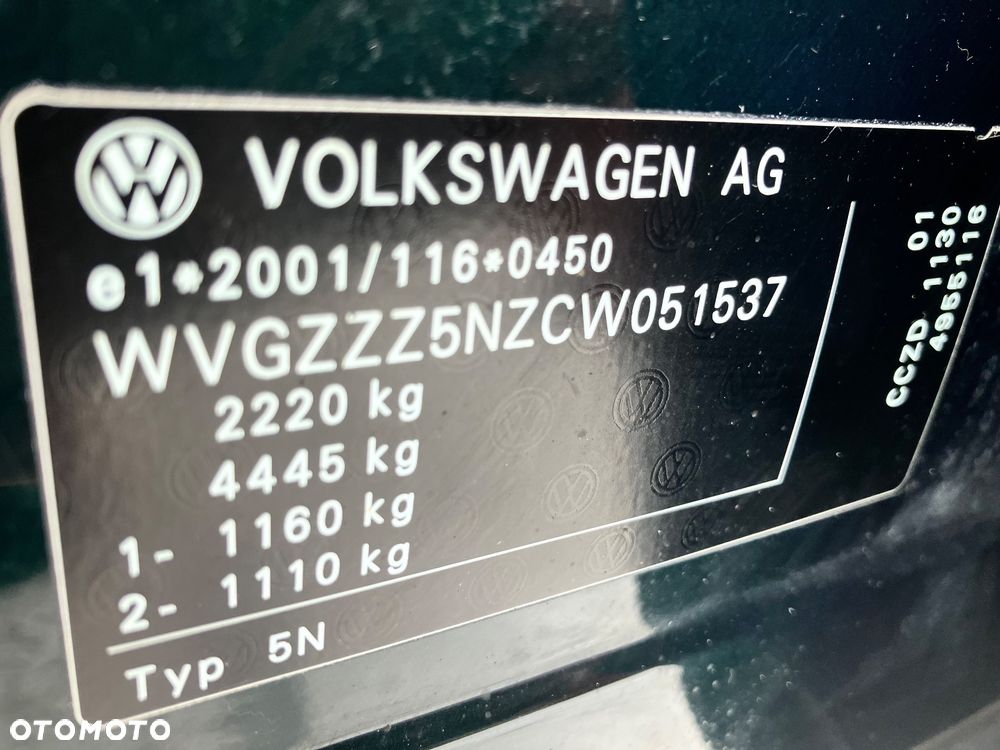 VOLKSWAGEN AG
e1*2001/116*0450
WVGZZZ5NZCW051537
2220 kg
4445 kg
1- 1160 kg
2- 1110 kg
Typ 5N
01
CCZD 1130
4955116
OTOMOTO